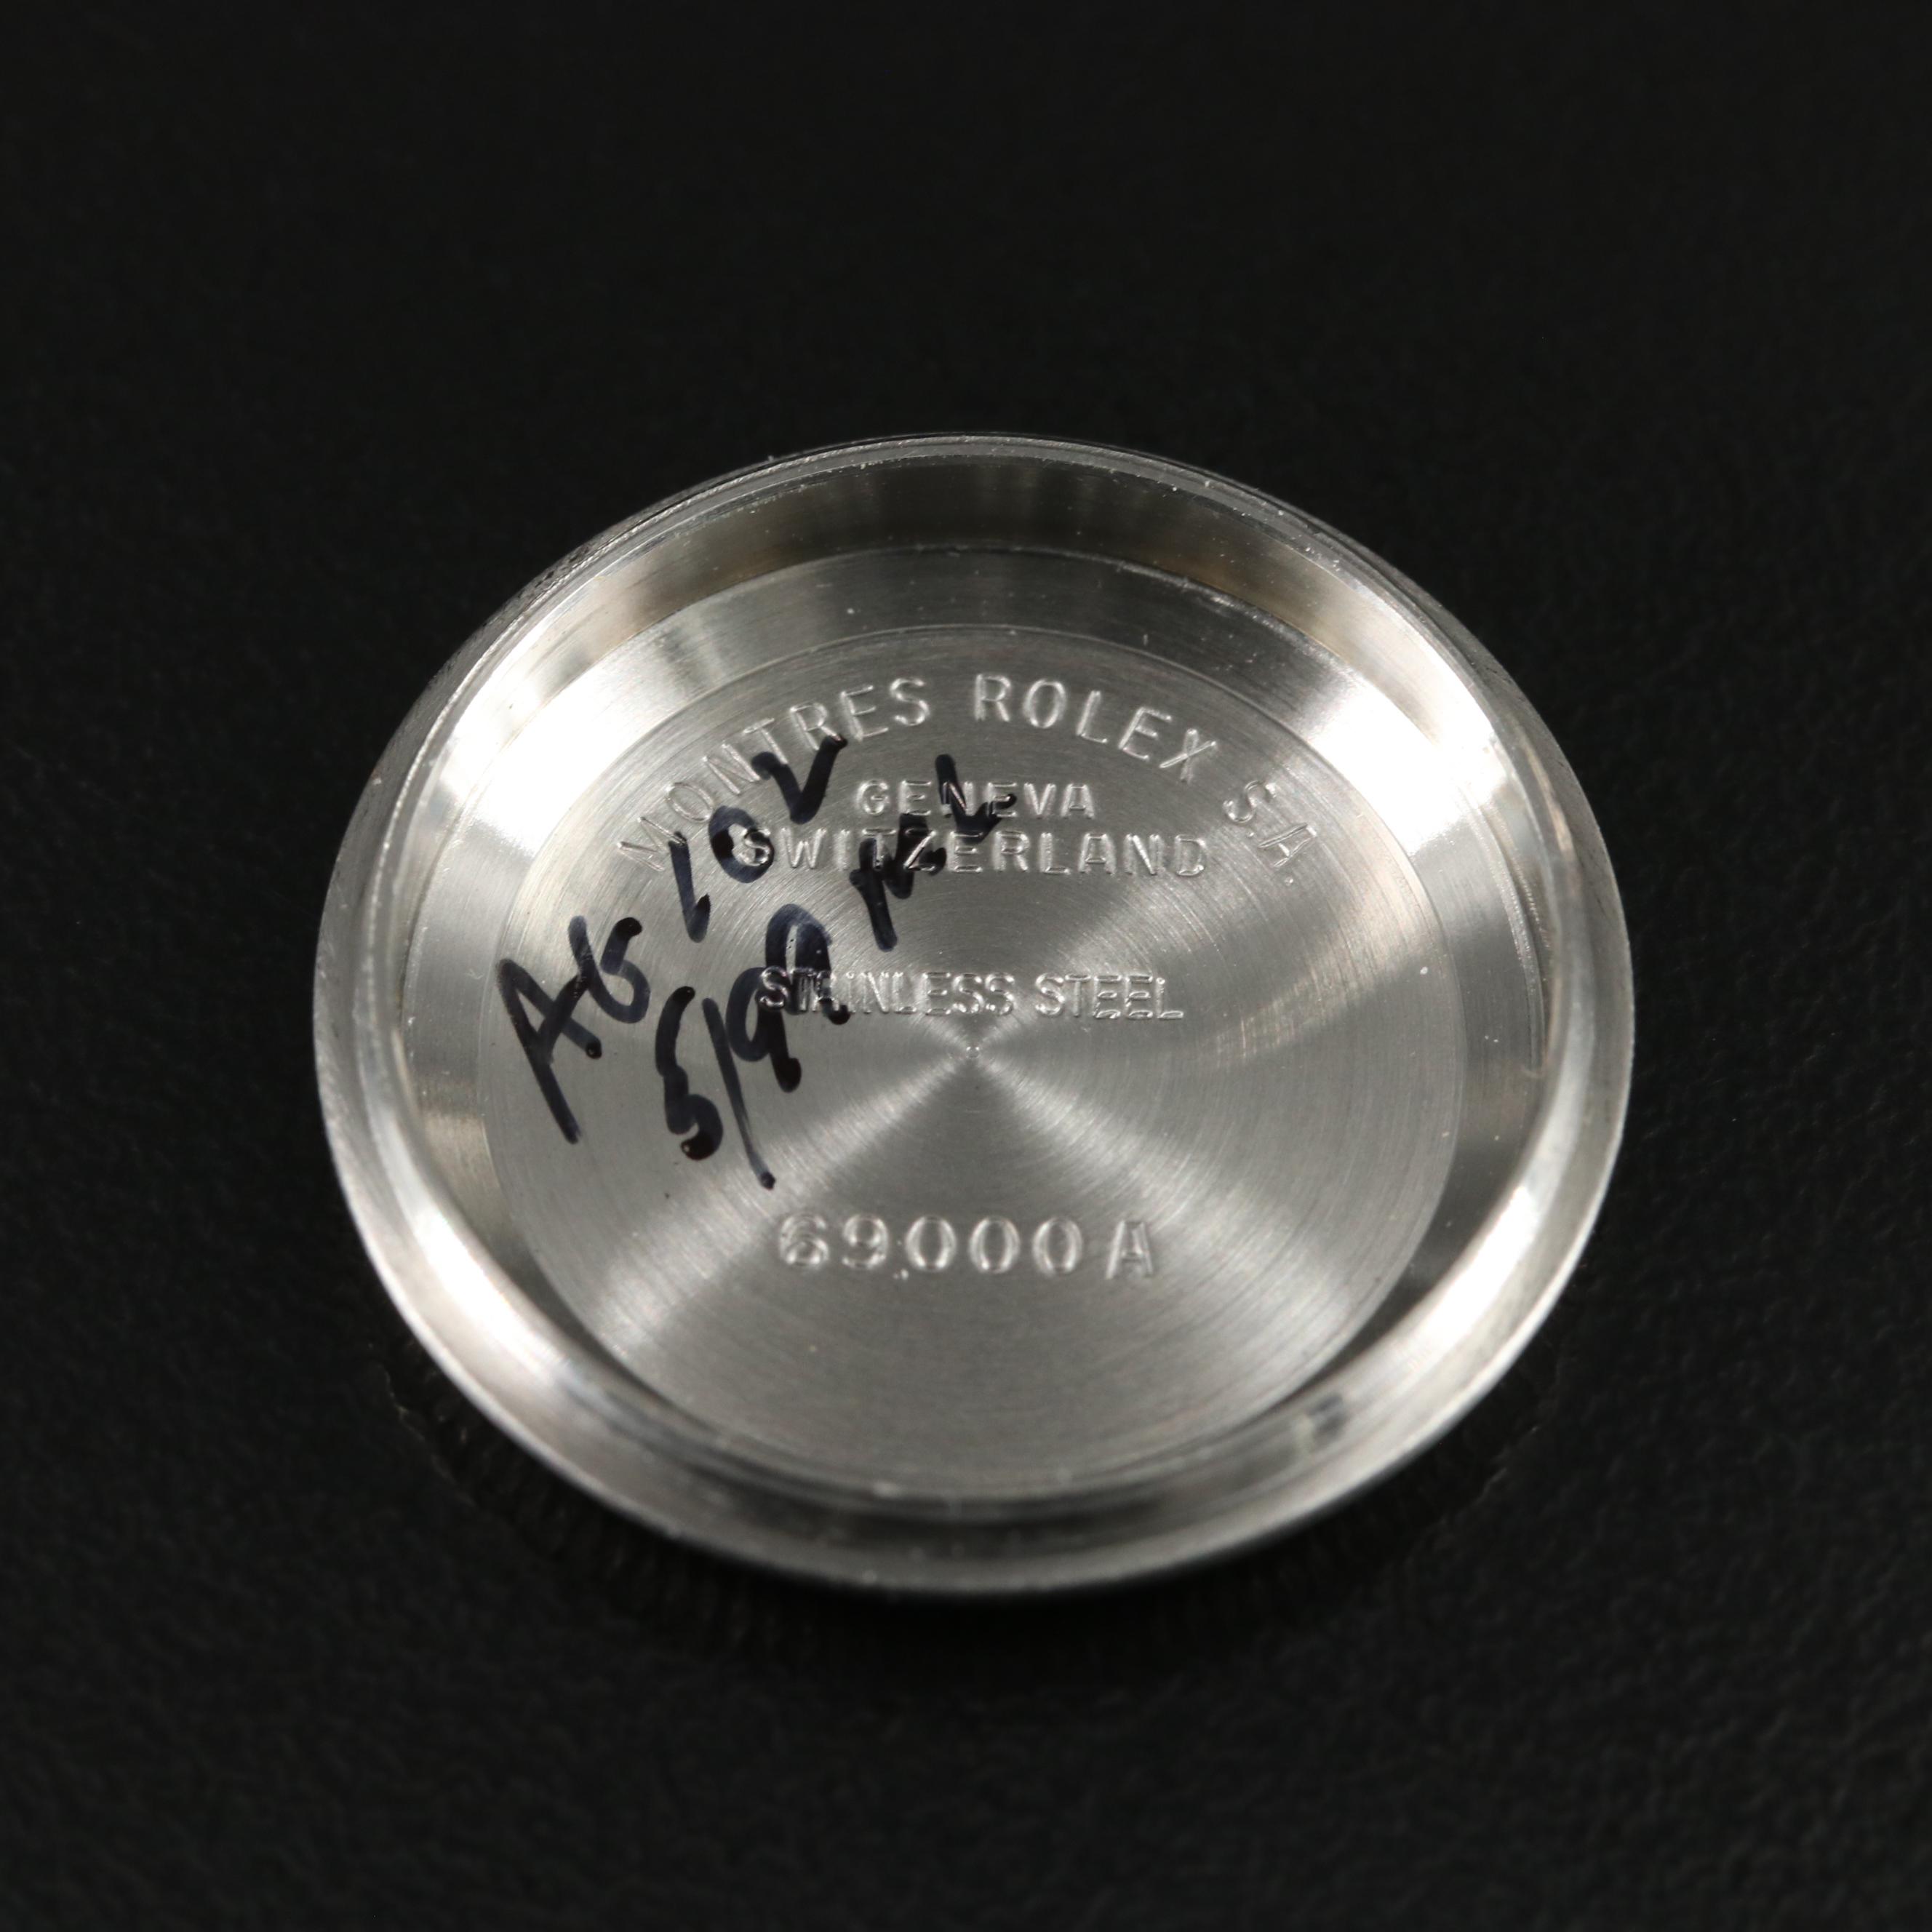 MONTRES ROLEX S.A.
GENEVA
SWITZERLAND
STAINLESS STEEL
69000 A